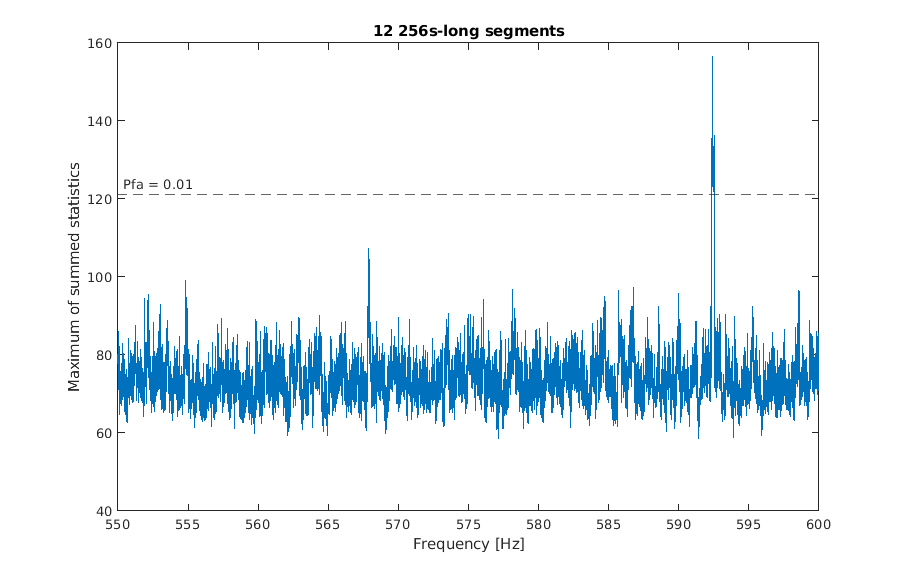 12 256s-long segments
Maximum of summed statistics
160
140
120
100
80
60
40
Pfa = 0.01
550 555 560 565 570 575 580 585 590 595 600
Frequency [Hz]